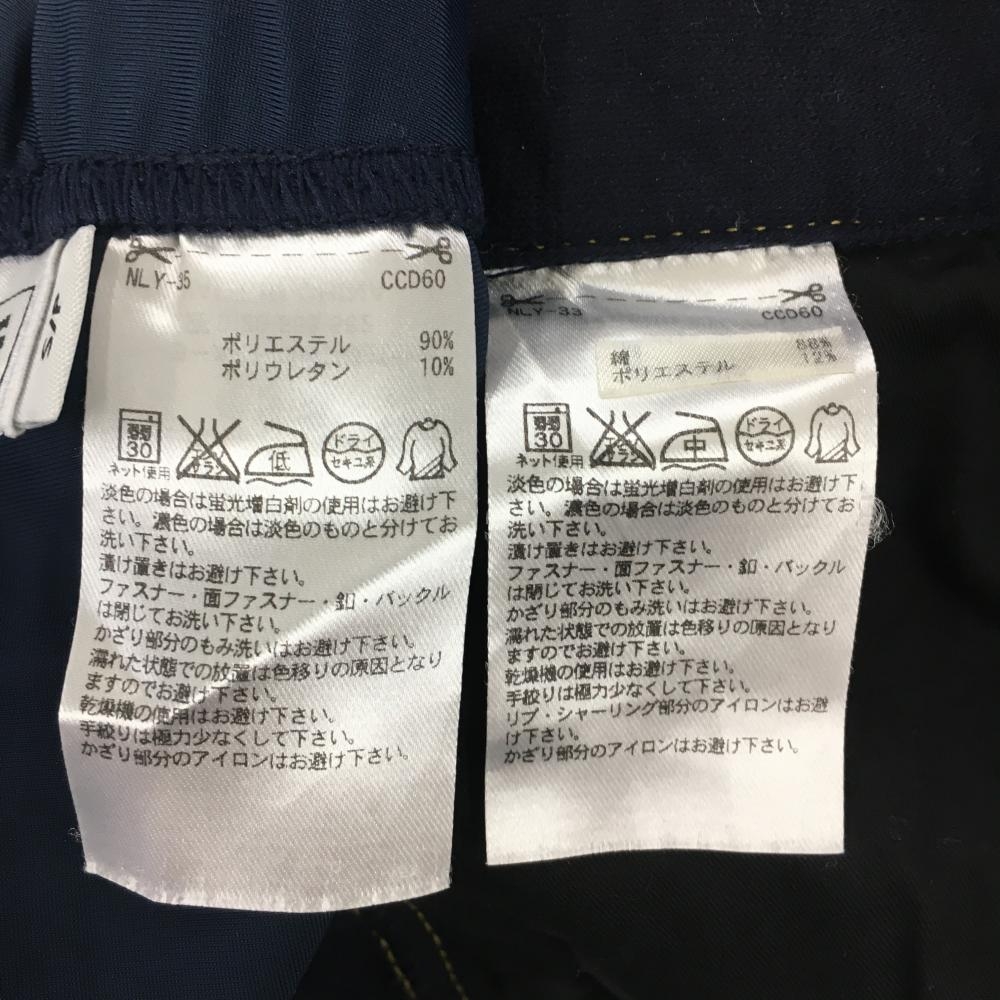 NLY-35 CCD60
ポリエステル 90%
ポリウレタン 10%
弱
30
ネット使用
低
ドライ
セキユ系
淡色の場合は蛍光増白剤の使用はお避け下
さい。濃色の場合は淡色のものと分けてお
洗い下さい。
漬け置きはお避け下さい。
ファスナー・面ファスナー・釦・バックル
は閉じてお洗い下さい。
かざり部分のもみ洗いはお避け下さい。
濡れた状態での放置は色移りの原因となり
ますのでお避け下さい。
乾燥機の使用はお避け下さい。
手絞りは極力少なくして下さい。
かざり部分のアイロンはお避け下さい。
NLY-33 CCD60
綿 88%
ポリエステル 12%
弱
30
ネット使用
中
ドライ
セキユ系
淡色の場合は蛍光増白剤の使用はお避け下
さい。濃色の場合は淡色のものと分けてお
洗い下さい。
漬け置きはお避け下さい。
ファスナー・面ファスナー・釦・バックル
は閉じてお洗い下さい。
かざり部分のもみ洗いはお避け下さい。
濡れた状態での放置は色移りの原因となり
ますのでお避け下さい。
乾燥機の使用はお避け下さい。
手絞りは極力少なくして下さい。
リブ・シャーリング部分のアイロンはお避
け下さい。
かざり部分のアイロンはお避け下さい。